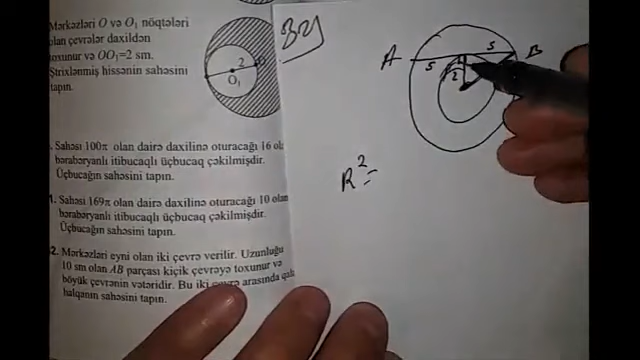 Mərkəzləri O və O₁ nöqtələri
olan çevrələr daxildən
toxunur və OO₁=2 sm.
Ştrixlənmiş hissənin sahəsini
tapın.
2
O₁
. Sahəsi 100π olan dairə daxilinə oturacağı 16 ol
bərabəryanlı itibucaqlı üçbucaq çəkilmişdir.
Üçbucağın sahəsini tapın.
1. Sahəsi 169π olan dairə daxilinə oturacağı 10 olan
bərabəryanlı itibucaqlı üçbucaq çəkilmişdir.
Üçbucağın sahəsini tapın.
2. Mərkəzləri eyni olan iki çevrə verilir. Uzunluğu
10 sm olan AB parçası kiçik çevrəyə toxunur və
böyük çevrənin vətəridir. Bu iki çevrə arasında qala
halqanın sahəsini tapın.
A
5
5
B
2
R²=